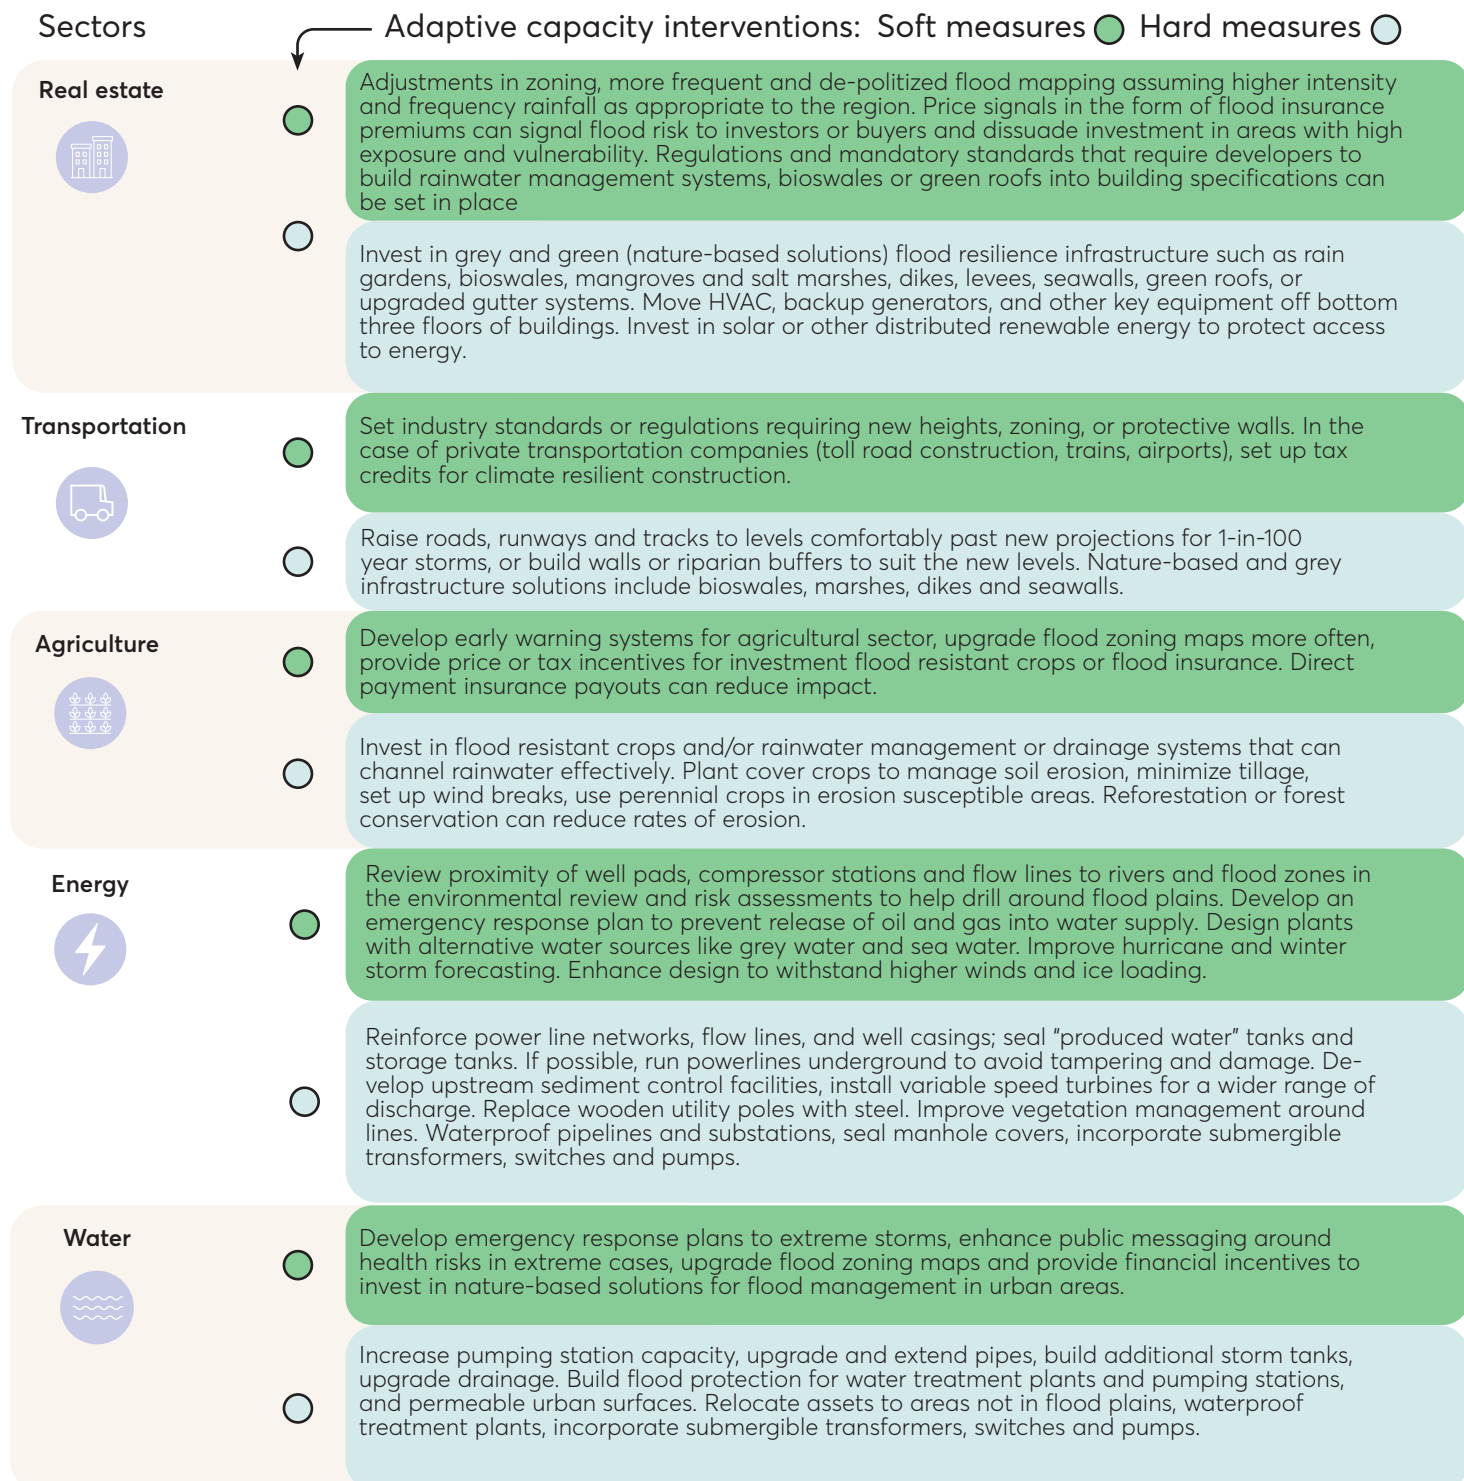 Sectors
Adaptive capacity interventions: Soft measures Hard measures
Real estate
Adjustments in zoning, more frequent and de-politized flood mapping assuming higher intensity
and frequency rainfall as appropriate to the region. Price signals in the form of flood insurance
premiums can signal flood risk to investors or buyers and dissuade investment in areas with high
exposure and vulnerability. Regulations and mandatory standards that require developers to
build rainwater management systems, bioswales or green roofs into building specifications can
be set in place
Invest in grey and green (nature-based solutions) flood resilience infrastructure such as rain
gardens, bioswales, mangroves and salt marshes, dikes, levees, seawalls, green roofs, or
upgraded gutter systems. Move HVAC, backup generators, and other key equipment off bottom
three floors of buildings. Invest in solar or other distributed renewable energy to protect access
to energy.
Transportation
Set industry standards or regulations requiring new heights, zoning, or protective walls. In the
case of private transportation companies (toll road construction, trains, airports), set up tax
credits for climate resilient construction.
Raise roads, runways and tracks to levels comfortably past new projections for 1-in-100
year storms, or build walls or riparian buffers to suit the new levels. Nature-based and grey
infrastructure solutions include bioswales, marshes, dikes and seawalls.
Agriculture
Develop early warning systems for agricultural sector, upgrade flood zoning maps more often,
provide price or tax incentives for investment flood resistant crops or flood insurance. Direct
payment insurance payouts can reduce impact.
Invest in flood resistant crops and/or rainwater management or drainage systems that can
channel rainwater effectively. Plant cover crops to manage soil erosion, minimize tillage,
set up wind breaks, use perennial crops in erosion susceptible areas. Reforestation or forest
conservation can reduce rates of erosion.
Energy
Review proximity of well pads, compressor stations and flow lines to rivers and flood zones in
the environmental review and risk assessments to help drill around flood plains. Develop an
emergency response plan to prevent release of oil and gas into water supply. Design plants
with alternative water sources like grey water and sea water. Improve hurricane and winter
storm forecasting. Enhance design to withstand higher winds and ice loading.
Reinforce power line networks, flow lines, and well casings; seal “produced water” tanks and
storage tanks. If possible, run powerlines underground to avoid tampering and damage. De-
velop upstream sediment control facilities, install variable speed turbines for a wider range of
discharge. Replace wooden utility poles with steel. Improve vegetation management around
lines. Waterproof pipelines and substations, seal manhole covers, incorporate submergible
transformers, switches and pumps.
Water
Develop emergency response plans to extreme storms, enhance public messaging around
health risks in extreme cases, upgrade flood zoning maps and provide financial incentives to
invest in nature-based solutions for flood management in urban areas.
Increase pumping station capacity, upgrade and extend pipes, build additional storm tanks,
upgrade drainage. Build flood protection for water treatment plants and pumping stations,
and permeable urban surfaces. Relocate assets to areas not in flood plains, waterproof
treatment plants, incorporate submergible transformers, switches and pumps.